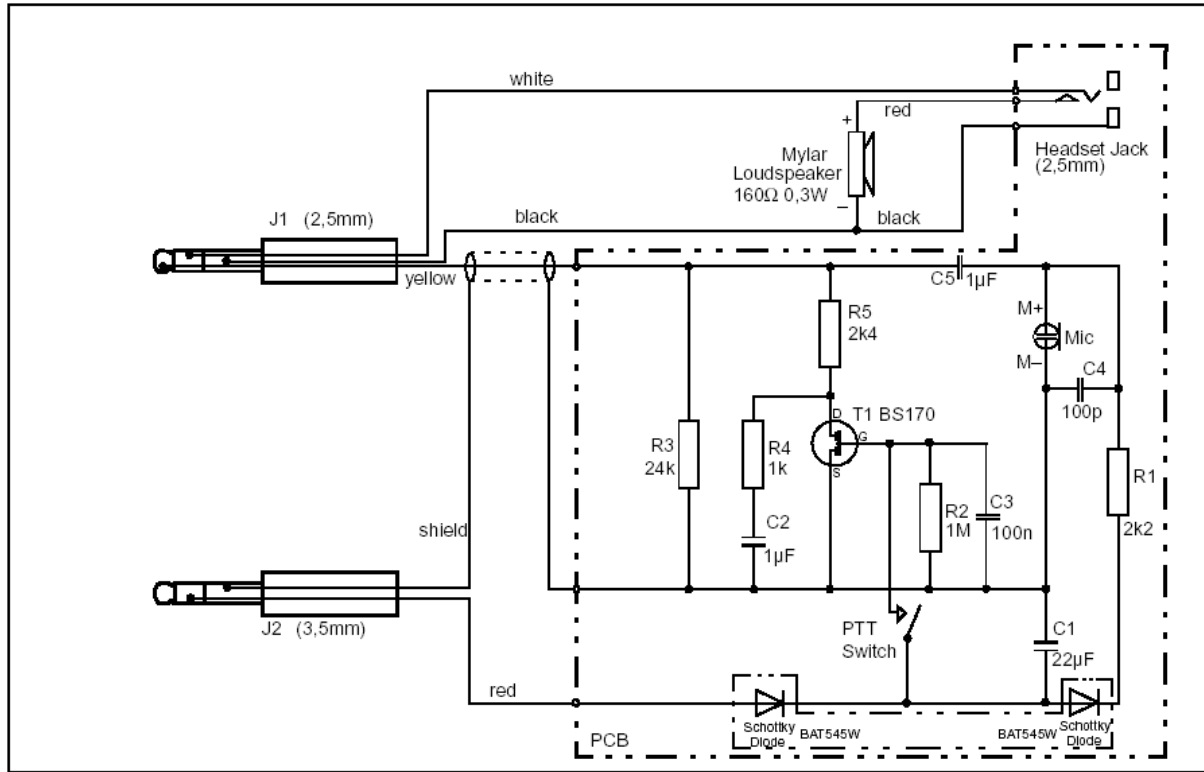 white
red
+
Mylar
Loudspeaker
160Ω 0,3W
–
Headset Jack
(2,5mm)
J1 (2,5mm)
black
black
yellow
C5
1µF
R5
2k4
M+
Mic
M–
C4
100p
D
T1 BS170
G
S
R3
24k
R4
1k
R2
1M
C3
100n
R1
2k2
C2
1µF
shield
J2 (3,5mm)
PTT
Switch
C1
22µF
red
Schottky
Diode
BAT545W
BAT545W
Schottky
Diode
PCB